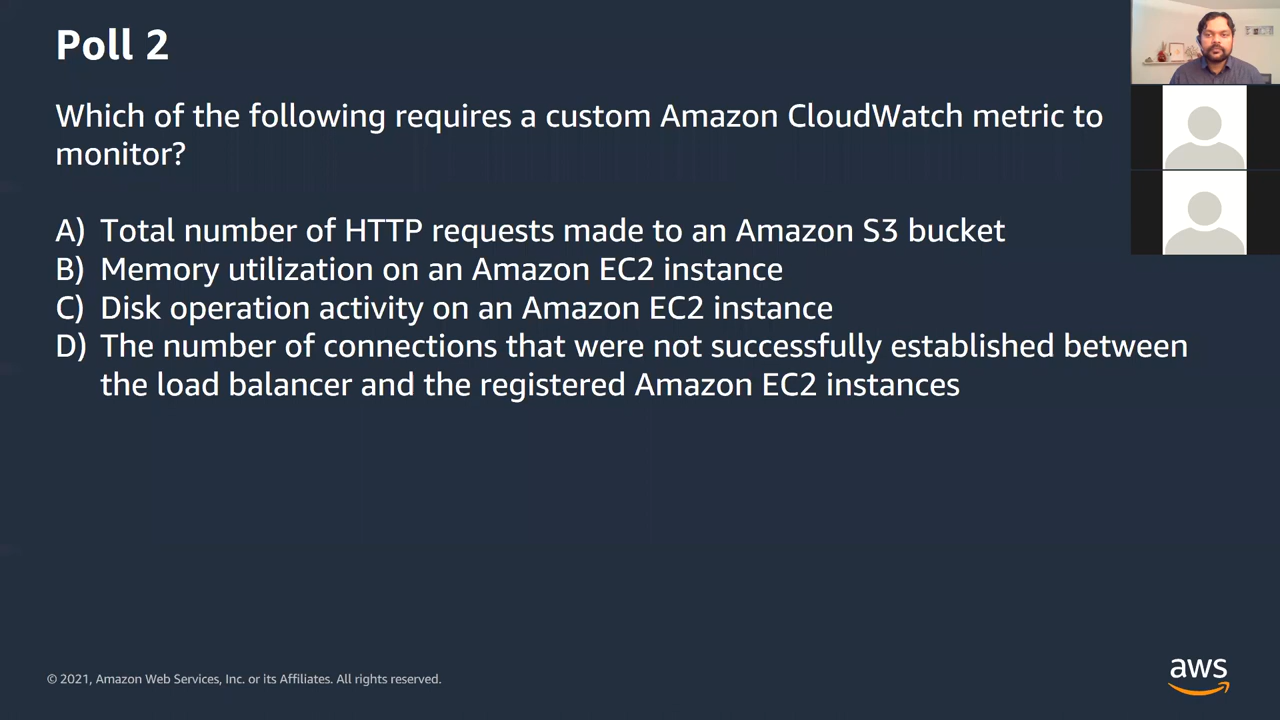 Poll 2
Which of the following requires a custom Amazon CloudWatch metric to
monitor?
A) Total number of HTTP requests made to an Amazon S3 bucket
B) Memory utilization on an Amazon EC2 instance
C) Disk operation activity on an Amazon EC2 instance
D) The number of connections that were not successfully established between
the load balancer and the registered Amazon EC2 instances
© 2021, Amazon Web Services, Inc. or its Affiliates. All rights reserved.
aws